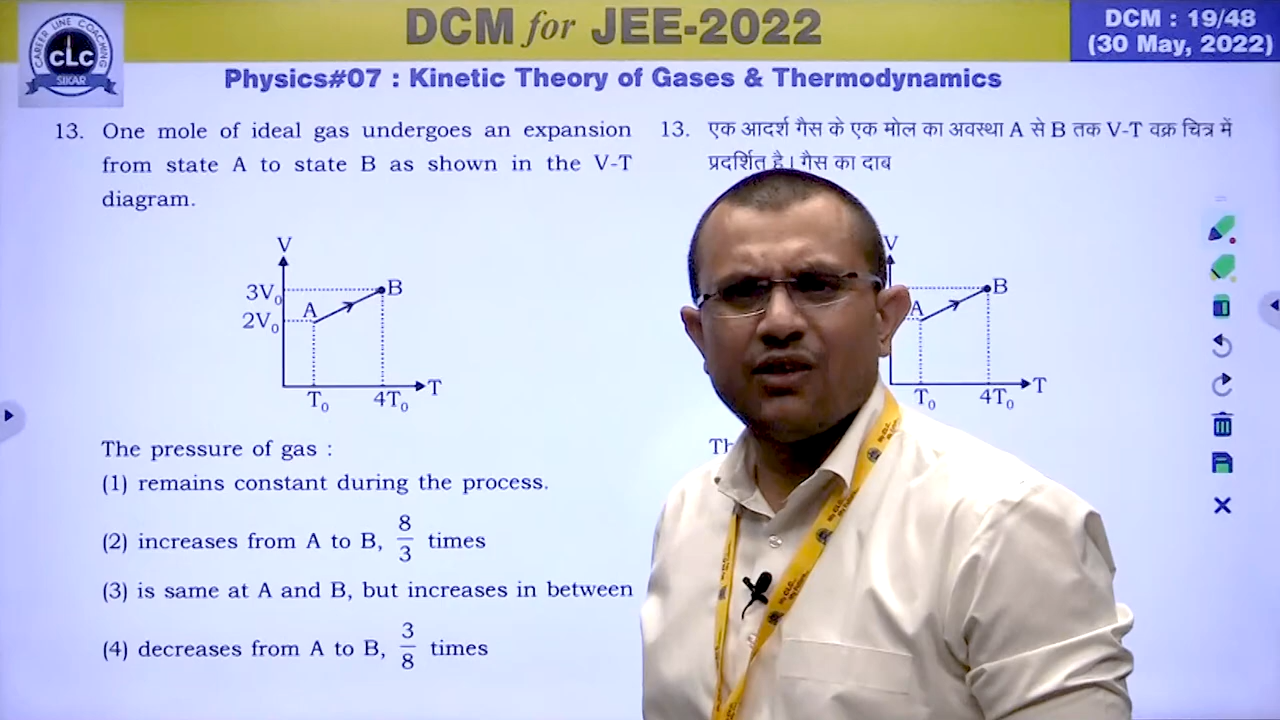 DCM for JEE-2022
DCM : 19/48
(30 May, 2022)
CAREER LINE COACHING
CLC
SIKAR
Physics#07 : Kinetic Theory of Gases & Thermodynamics
13. One mole of ideal gas undergoes an expansion
from state A to state B as shown in the V-T
diagram.
V
3V₀
B
A
2V₀
T
T₀
4T₀
The pressure of gas :
(1) remains constant during the process.
(2) increases from A to B, 8/3 times
(3) is same at A and B, but increases in between
(4) decreases from A to B, 3/8 times
13. एक आदर्श गैस के एक मोल का अवस्था A से B तक V-T वक्र चित्र में
प्रदर्शित है। गैस का दाब
V
B
A
T
T₀
4T₀